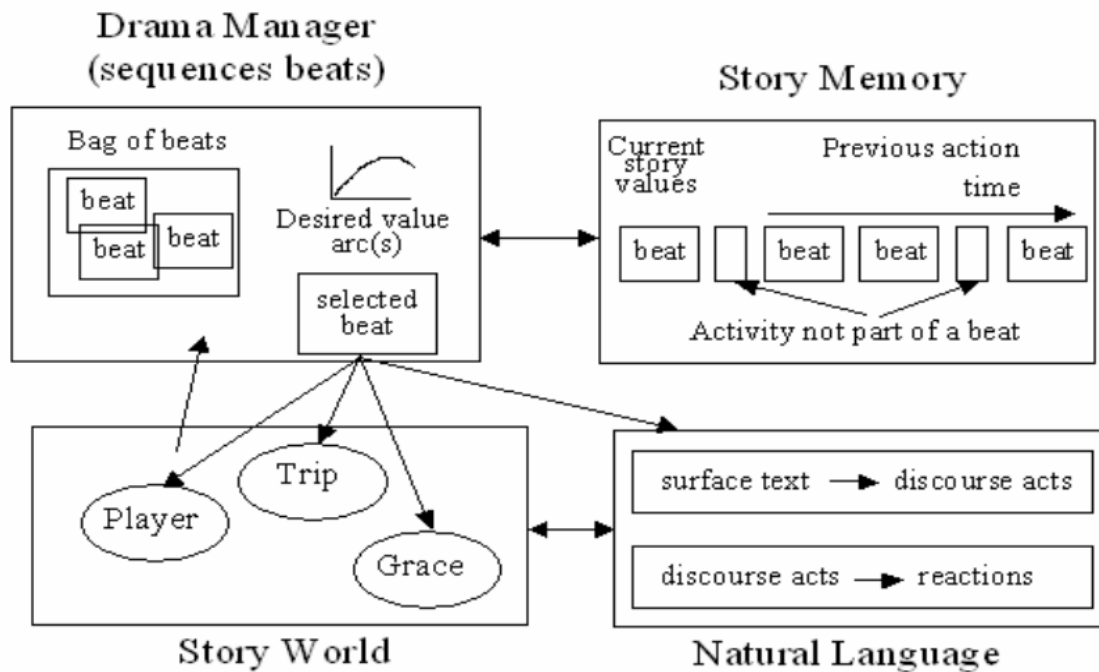 Drama Manager
(sequences beats)
Bag of beats
beat
beat
beat
Desired value
arc(s)
selected
beat
Story Memory
Current
story
values
Previous action
time
beat
beat
beat
beat
Activity not part of a beat
Player
Trip
Grace
Story World
surface text
discourse acts
discourse acts
reactions
Natural Language